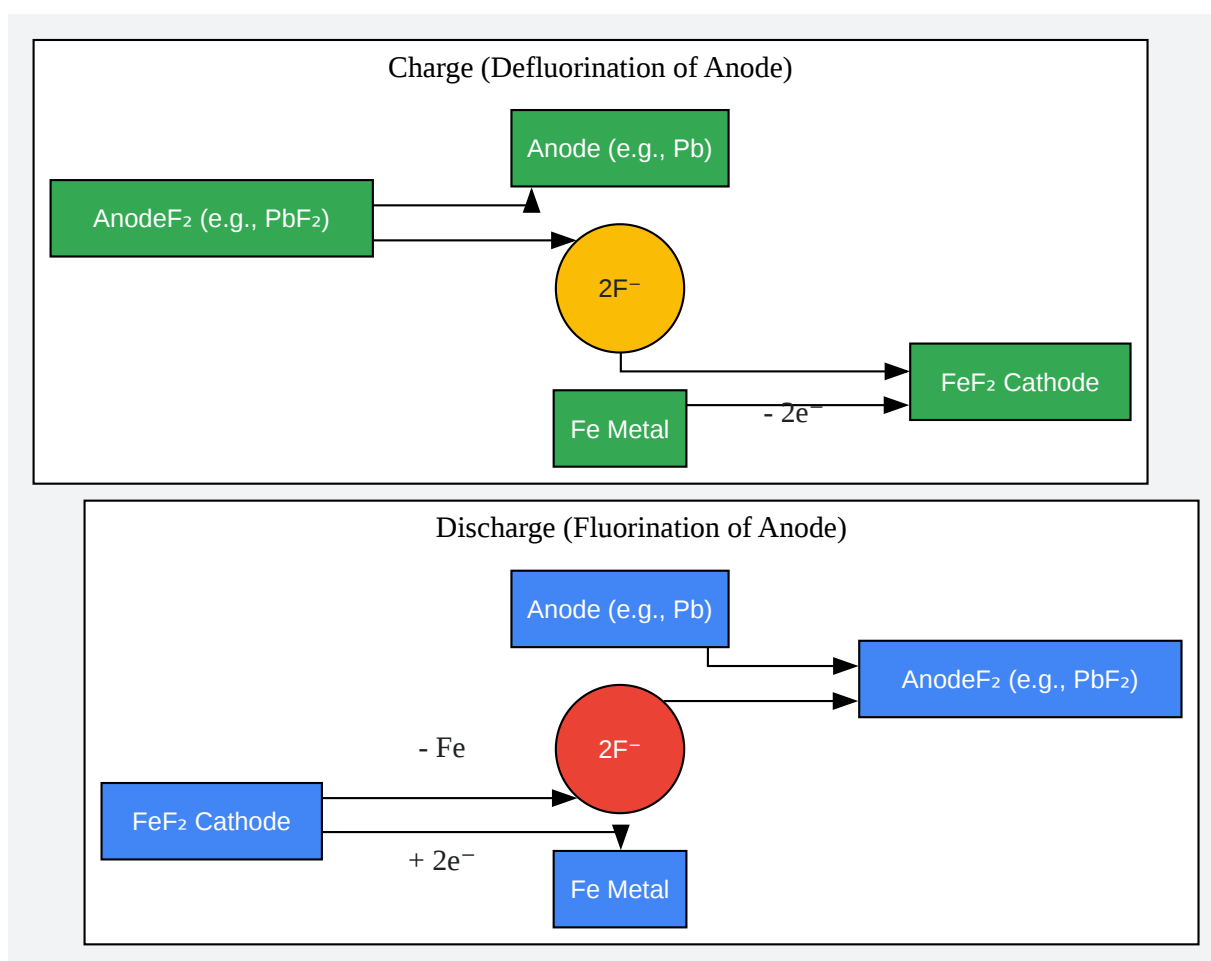 Charge (Defluorination of Anode)
Anode (e.g., Pb)
AnodeF₂ (e.g., PbF₂)
2F⁻
FeF₂ Cathode
- 2e⁻
Fe Metal
Discharge (Fluorination of Anode)
Anode (e.g., Pb)
AnodeF₂ (e.g., PbF₂)
- Fe
2F⁻
FeF₂ Cathode
+ 2e⁻
Fe Metal